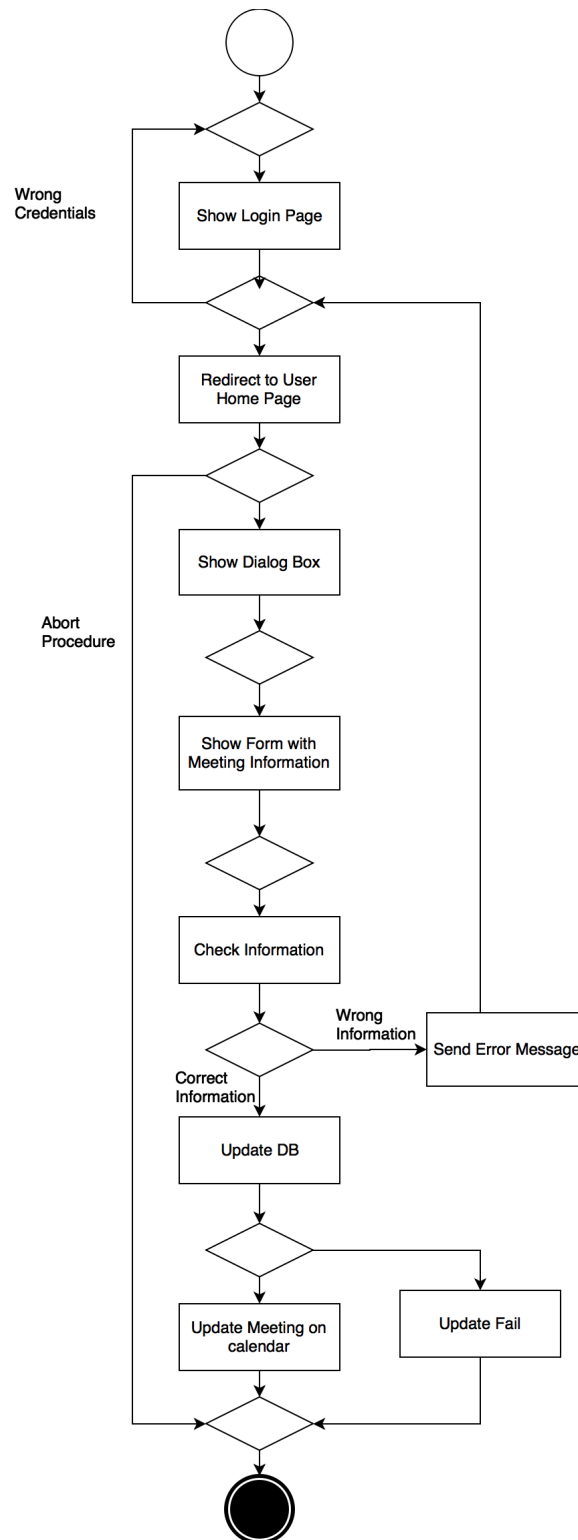 Wrong
Credentials
Show Login Page
Redirect to User
Home Page
Show Dialog Box
Abort
Procedure
Show Form with
Meeting Information
Check Information
Wrong
Information
Send Error Message
Correct
Information
Update DB
Update Meeting on
calendar
Update Fail